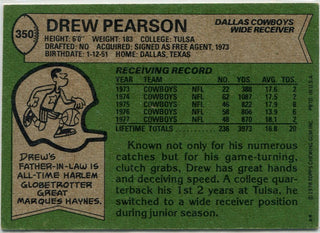 350
DREW PEARSON
DALLAS COWBOYS
WIDE RECEIVER
HEIGHT: 6'0" WEIGHT: 183 COLLEGE: TULSA
DRAFTED: NO ACQUIRED: SIGNED AS FREE AGENT, 1973
BIRTHDATE: 1-12-51 HOME: DALLAS, TEXAS
RECEIVING RECORD
NO. YDS. AVG. TDS.
1973 COWBOYS NFL 22 388 17.6 2
1974 COWBOYS NFL 62 1087 17.5 2
1975 COWBOYS NFL 46 822 17.9 8
1976 COWBOYS NFL 58 806 13.9 6
1977 COWBOYS NFL 48 870 18.1 2
LIFETIME TOTALS 236 3973 16.8 20
Known not only for his numerous
catches but for his game-turning,
clutch grabs, Drew has great hands
and deceiving speed. A college quar-
terback his 1st 2 years at Tulsa, he
switched to a wide receiver position
during junior season.
DREW'S
FATHER-IN-LAW IS
ALL-TIME HARLEM
GLOBETROTTER
GREAT
MARQUES HAYNES.